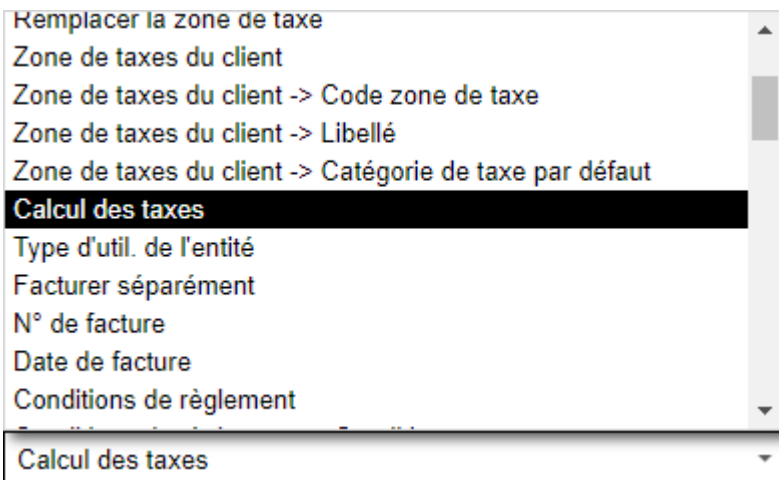 Remplacer la zone de taxe
Zone de taxes du client
Zone de taxes du client -> Code zone de taxe
Zone de taxes du client -> Libellé
Zone de taxes du client -> Catégorie de taxe par défaut
Calcul des taxes
Type d'util. de l'entité
Facturer séparément
N° de facture
Date de facture
Conditions de règlement
Calcul des taxes